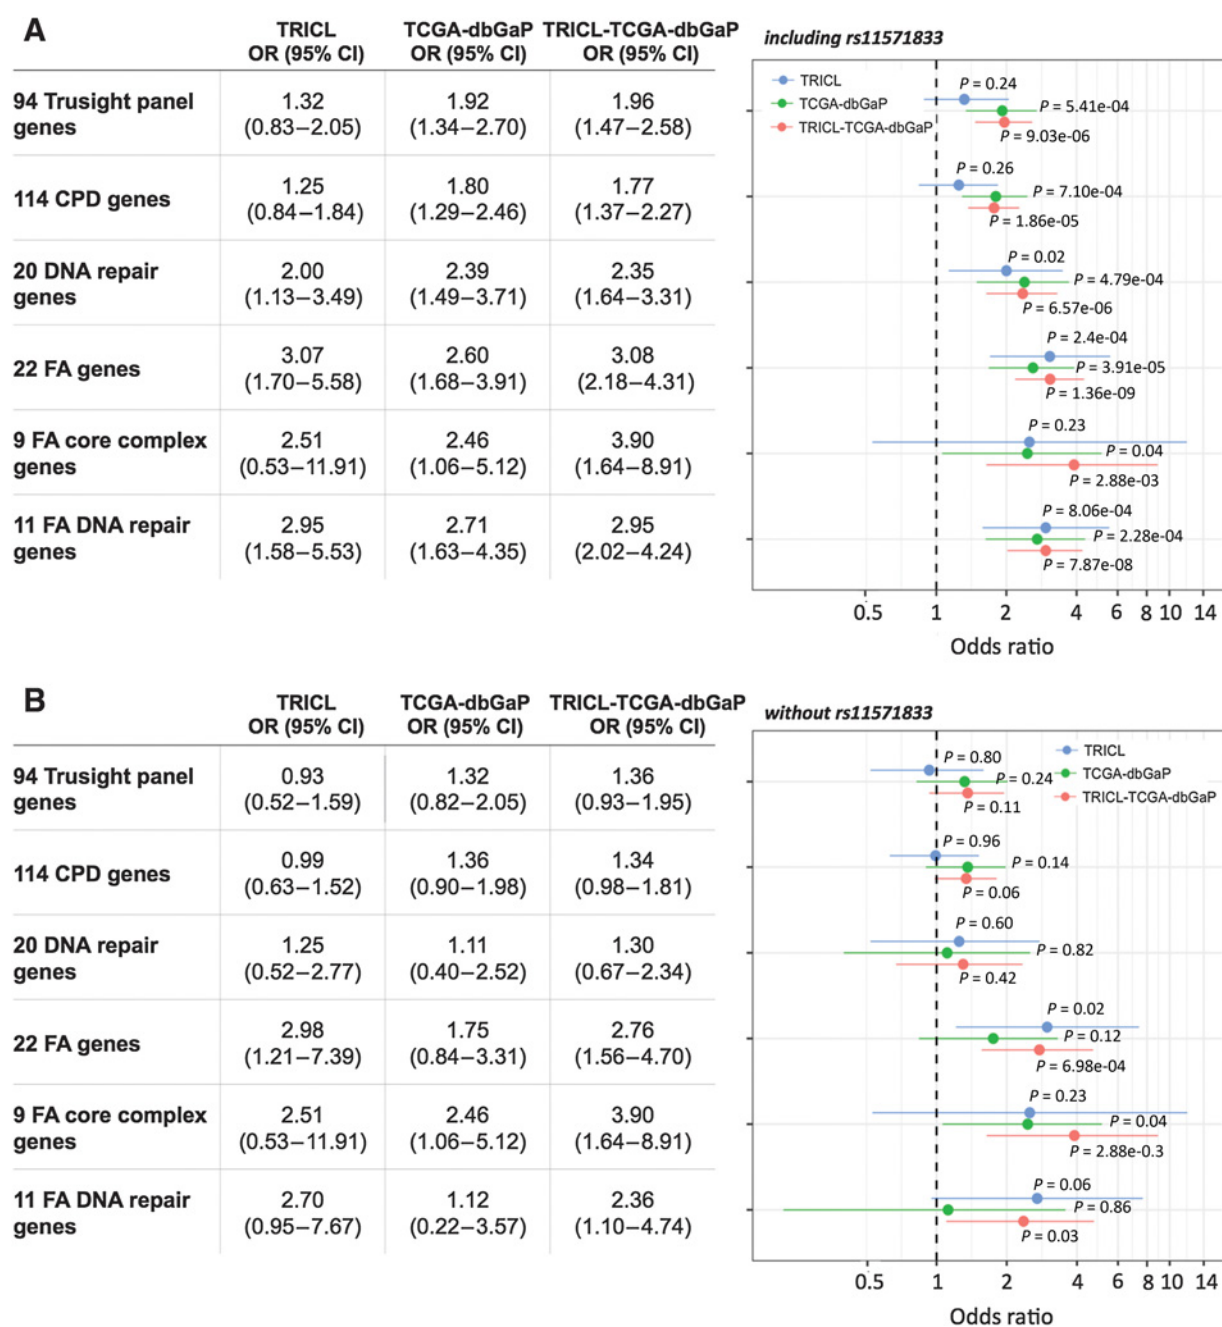 A
TRICL TCGA-dbGaP TRICL-TCGA-dbGaP
OR (95% CI) OR (95% CI) OR (95% CI)
94 Trusight panel genes 1.32 1.92 1.96
(0.83–2.05) (1.34–2.70) (1.47–2.58)
114 CPD genes 1.25 1.80 1.77
(0.84–1.84) (1.29–2.46) (1.37–2.27)
20 DNA repair genes 2.00 2.39 2.35
(1.13–3.49) (1.49–3.71) (1.64–3.31)
22 FA genes 3.07 2.60 3.08
(1.70–5.58) (1.68–3.91) (2.18–4.31)
9 FA core complex genes 2.51 2.46 3.90
(0.53–11.91) (1.06–5.12) (1.64–8.91)
11 FA DNA repair genes 2.95 2.71 2.95
(1.58–5.53) (1.63–4.35) (2.02–4.24)
including rs11571833
TRICL
TCGA-dbGaP
TRICL-TCGA-dbGaP
P = 0.24
P = 5.41e-04
P = 9.03e-06
P = 0.26
P = 7.10e-04
P = 1.86e-05
P = 0.02
P = 4.79e-04
P = 6.57e-06
P = 2.4e-04
P = 3.91e-05
P = 1.36e-09
P = 0.23
P = 0.04
P = 2.88e-03
P = 8.06e-04
P = 2.28e-04
P = 7.87e-08
0.5 1 2 4 6 8 10 14
Odds ratio
B
TRICL TCGA-dbGaP TRICL-TCGA-dbGaP
OR (95% CI) OR (95% CI) OR (95% CI)
94 Trusight panel genes 0.93 1.32 1.36
(0.52–1.59) (0.82–2.05) (0.93–1.95)
114 CPD genes 0.99 1.36 1.34
(0.63–1.52) (0.90–1.98) (0.98–1.81)
20 DNA repair genes 1.25 1.11 1.30
(0.52–2.77) (0.40–2.52) (0.67–2.34)
22 FA genes 2.98 1.75 2.76
(1.21–7.39) (0.84–3.31) (1.56–4.70)
9 FA core complex genes 2.51 2.46 3.90
(0.53–11.91) (1.06–5.12) (1.64–8.91)
11 FA DNA repair genes 2.70 1.12 2.36
(0.95–7.67) (0.22–3.57) (1.10–4.74)
without rs11571833
TRICL
TCGA-dbGaP
TRICL-TCGA-dbGaP
P = 0.80
P = 0.24
P = 0.11
P = 0.96
P = 0.14
P = 0.06
P = 0.60
P = 0.82
P = 0.42
P = 0.02
P = 0.12
P = 6.98e-04
P = 0.23
P = 0.04
P = 2.88e-0.3
P = 0.06
P = 0.86
P = 0.03
0.5 1 2 4 6 8 10 14
Odds ratio